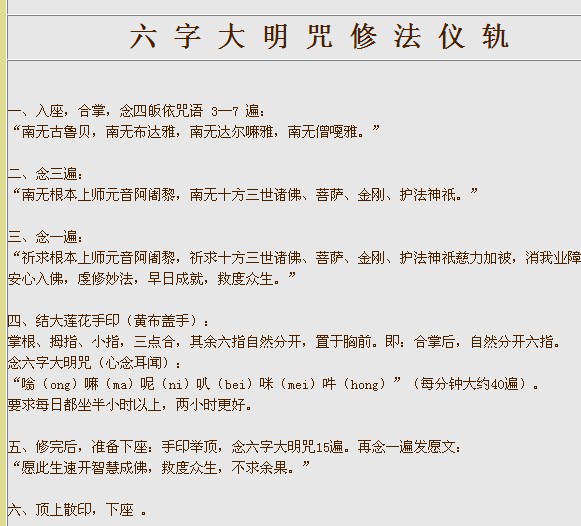 六字大明咒修法仪轨
一、入座，合掌，念四皈依咒语 3—7 遍：
“南无古鲁贝，南无布达雅，南无达尔嘛雅，南无僧嘎雅。”
二、念三遍：
“南无根本上师元音阿阇黎，南无十方三世诸佛、菩萨、金刚、护法神祇。”
三、念一遍：
“祈求根本上师元音阿阇黎，祈求十方三世诸佛、菩萨、金刚、护法神祇慈力加被，消我业障
安心入佛，虔修妙法，早日成就，救度众生。”
四、结大莲花手印（黄布盖手）：
掌根、拇指、小指，三点合，其余六指自然分开，置于胸前。即：合掌后，自然分开六指。
念六字大明咒（心念耳闻）：
“嗡（ong）嘛（ma）呢（ni）叭（bei）咪（mei）吽（hong）”（每分钟大约40遍）。
要求每日都坐半小时以上，两小时更好。
五、修完后，准备下座：手印举顶，念六字大明咒15遍。再念一遍发愿文：
“愿此生速开智慧成佛，救度众生，不求余果。”
六、顶上散印，下座 。